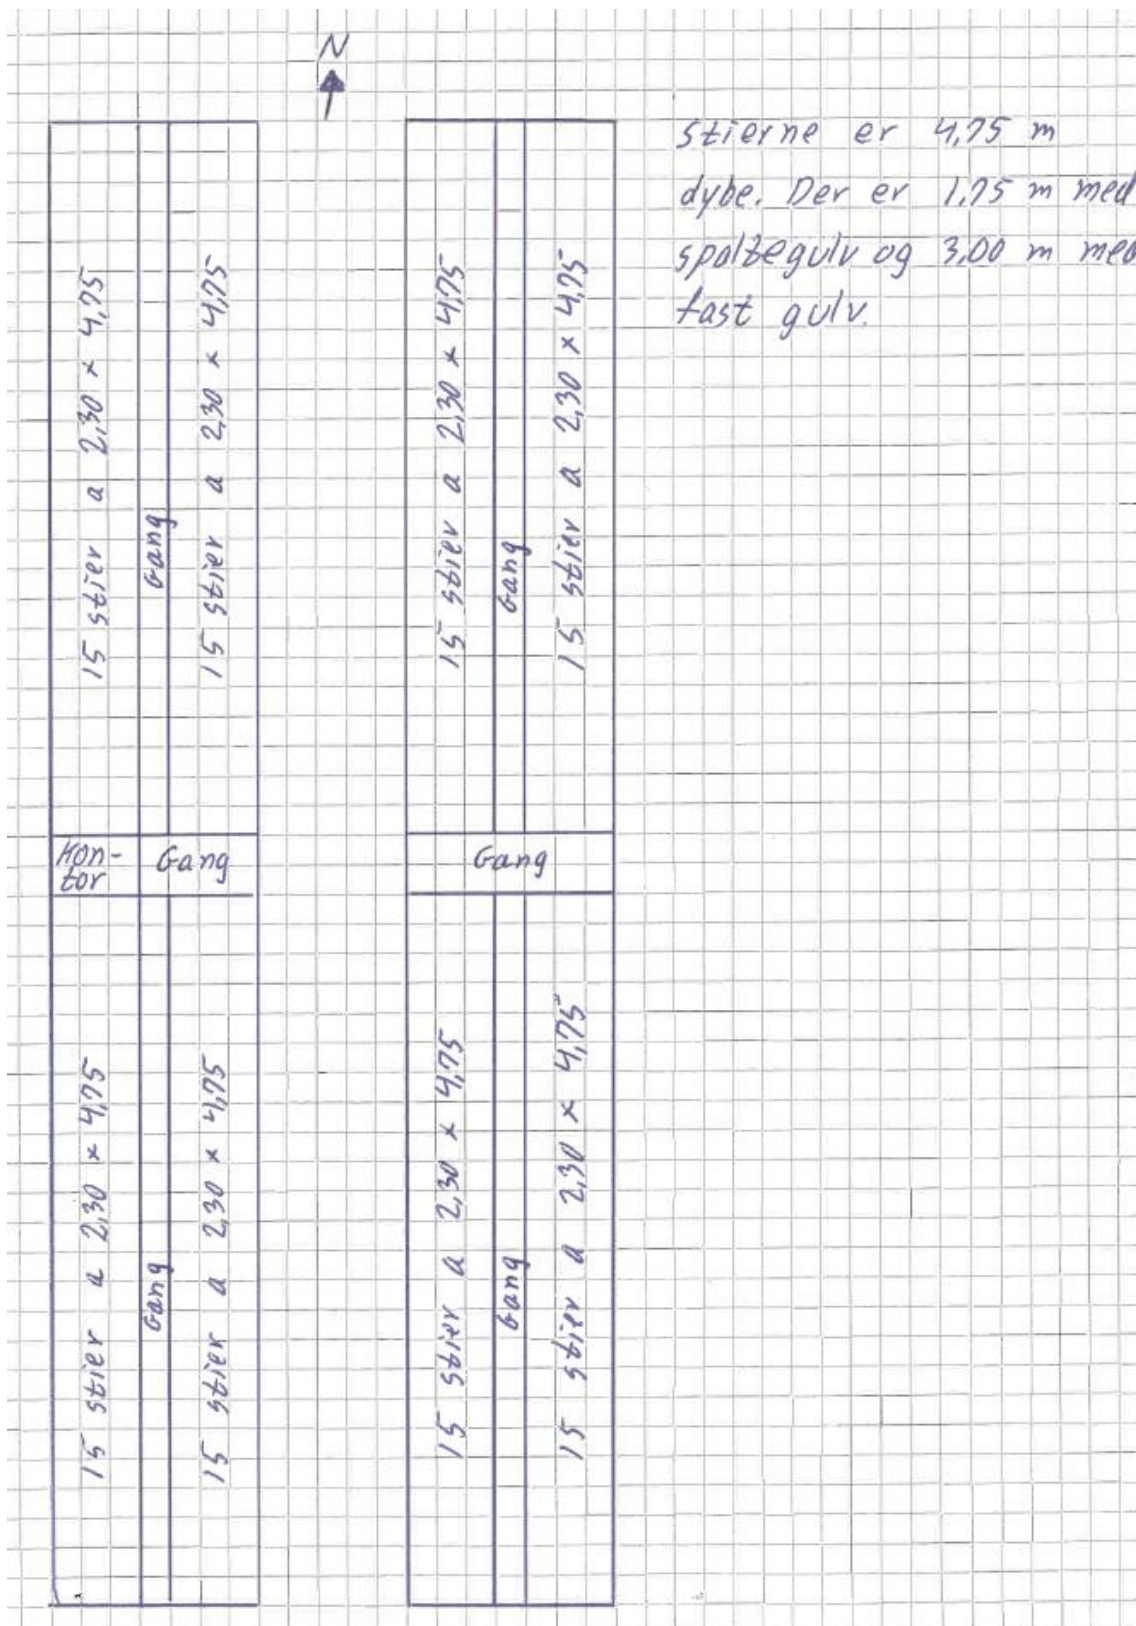 N
stierne er 4,75 m
dybe. Der er 1,75 m med
spaltegulv og 3,00 m med
fast gulv.
15 stier a 2,30 x 4,75
Gang
15 stier a 2,30 x 4,75
15 stier a 2,30 x 4,75
Gang
15 stier a 2,30 x 4,75
Kon-
tor
Gang
Gang
15 stier a 2,30 x 4,75
Gang
15 stier a 2,30 x 4,75
15 stier a 2,30 x 4,75
Gang
15 stier a 2,30 x 4,75